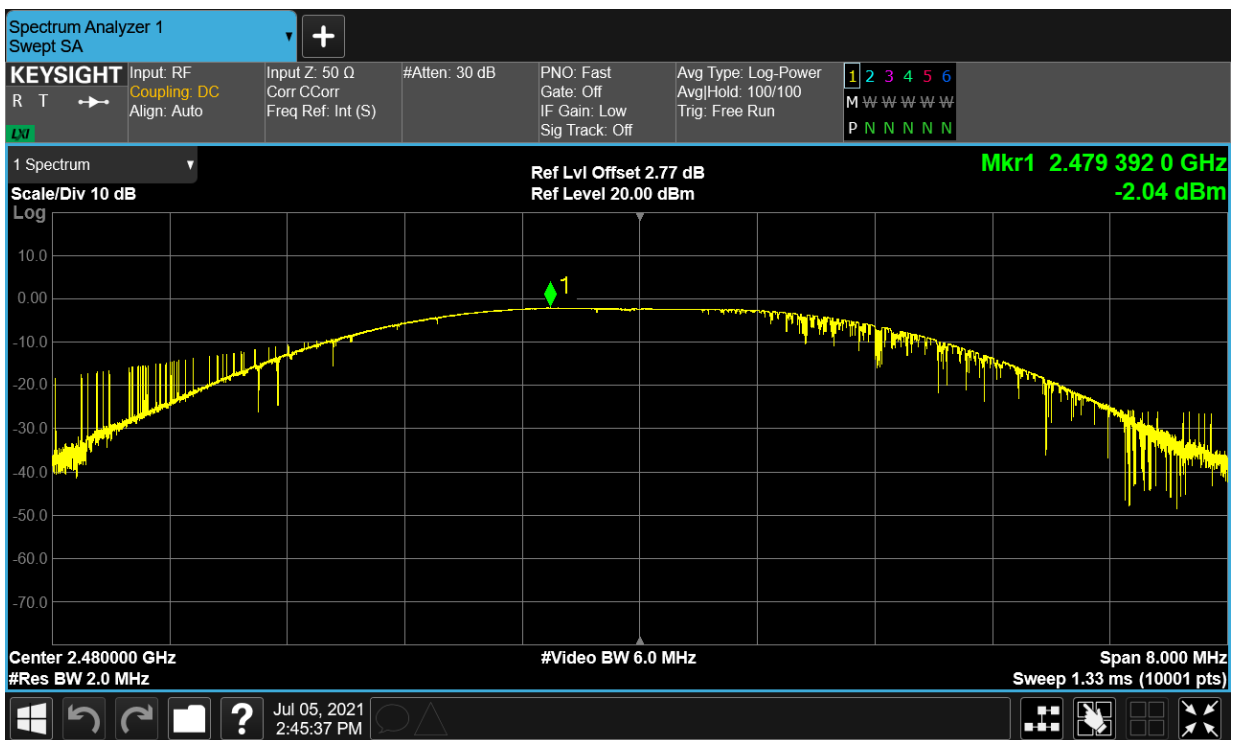 Spectrum Analyzer 1
Swept SA
KEYSIGHT
R T
LXI
Input: RF
Coupling: DC
Align: Auto
Input Z: 50 Ω
Corr CCorr
Freq Ref: Int (S)
#Atten: 30 dB
PNO: Fast
Gate: Off
IF Gain: Low
Sig Track: Off
Avg Type: Log-Power
Avg|Hold: 100/100
Trig: Free Run
1 2 3 4 5 6
M W W W W W
P N N N N N
1 Spectrum
Scale/Div 10 dB
Ref Lvl Offset 2.77 dB
Ref Level 20.00 dBm
Mkr1 2.479 392 0 GHz
-2.04 dBm
Log
10.0
0.00
-10.0
-20.0
-30.0
-40.0
-50.0
-60.0
-70.0
1
Center 2.480000 GHz
#Res BW 2.0 MHz
#Video BW 6.0 MHz
Span 8.000 MHz
Sweep 1.33 ms (10001 pts)
?
Jul 05, 2021
2:45:37 PM